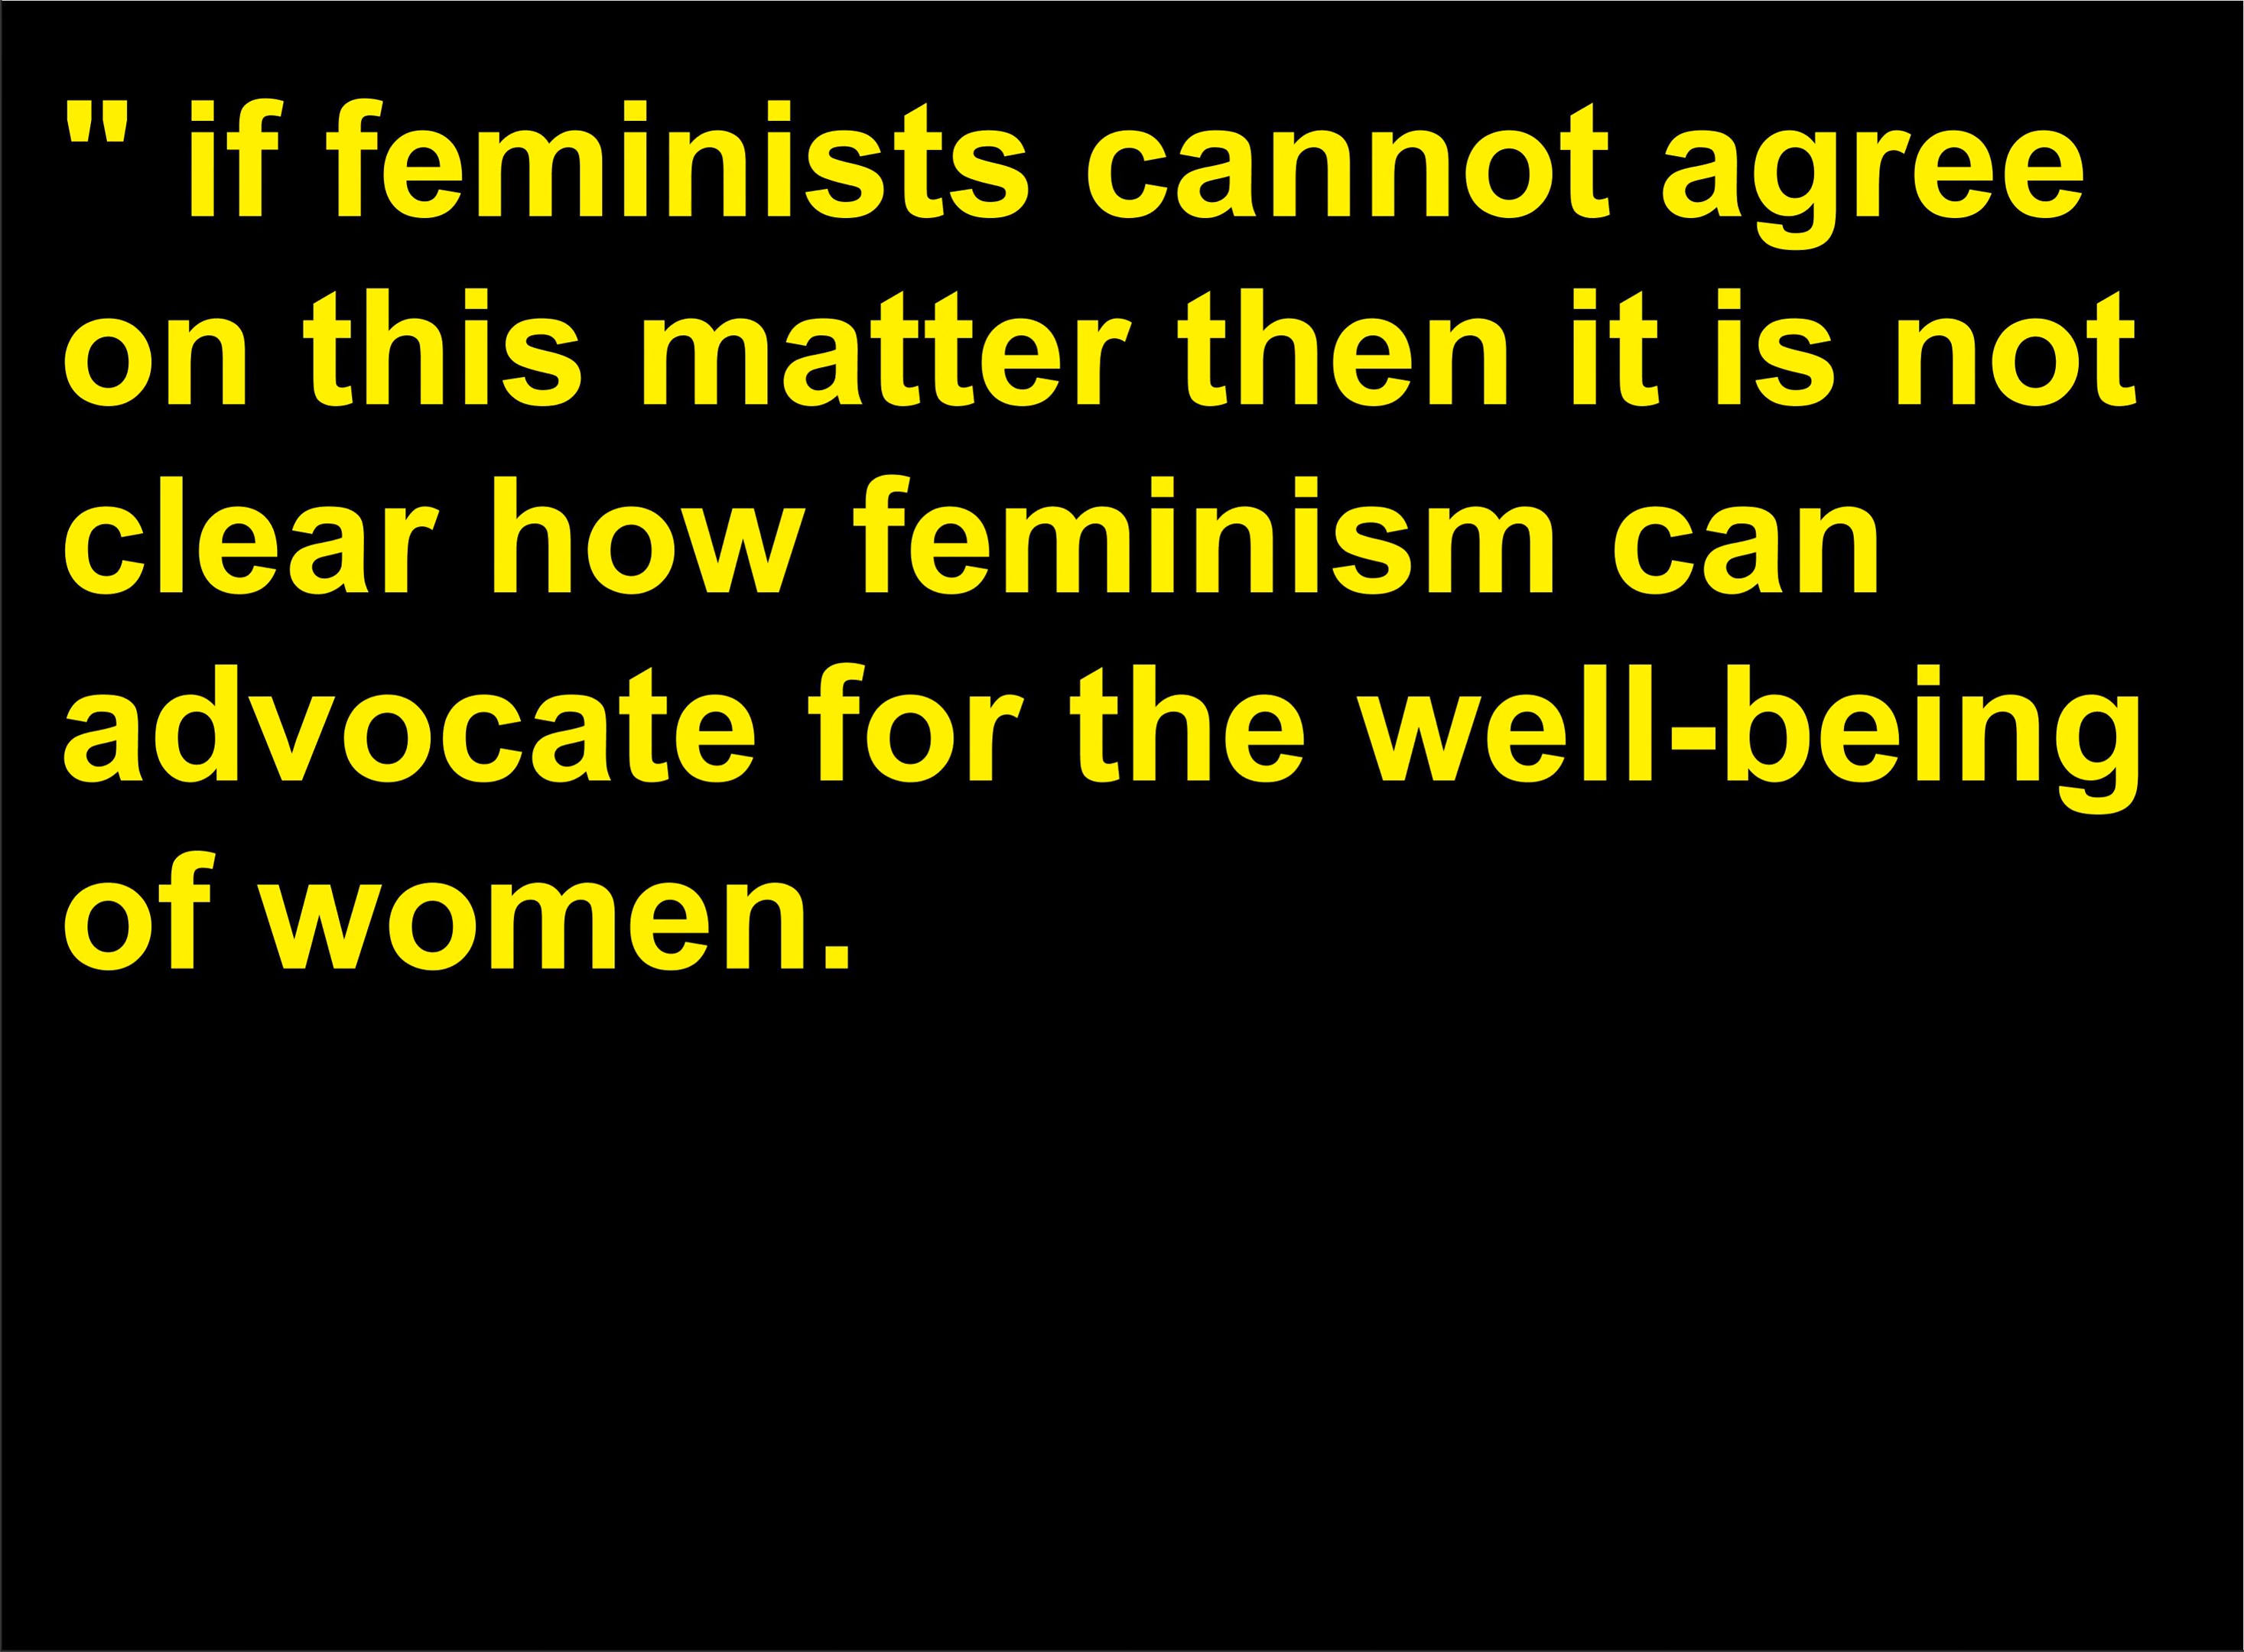 " if feminists cannot agree
on this matter then it is not
clear how feminism can
advocate for the well-being
of women.